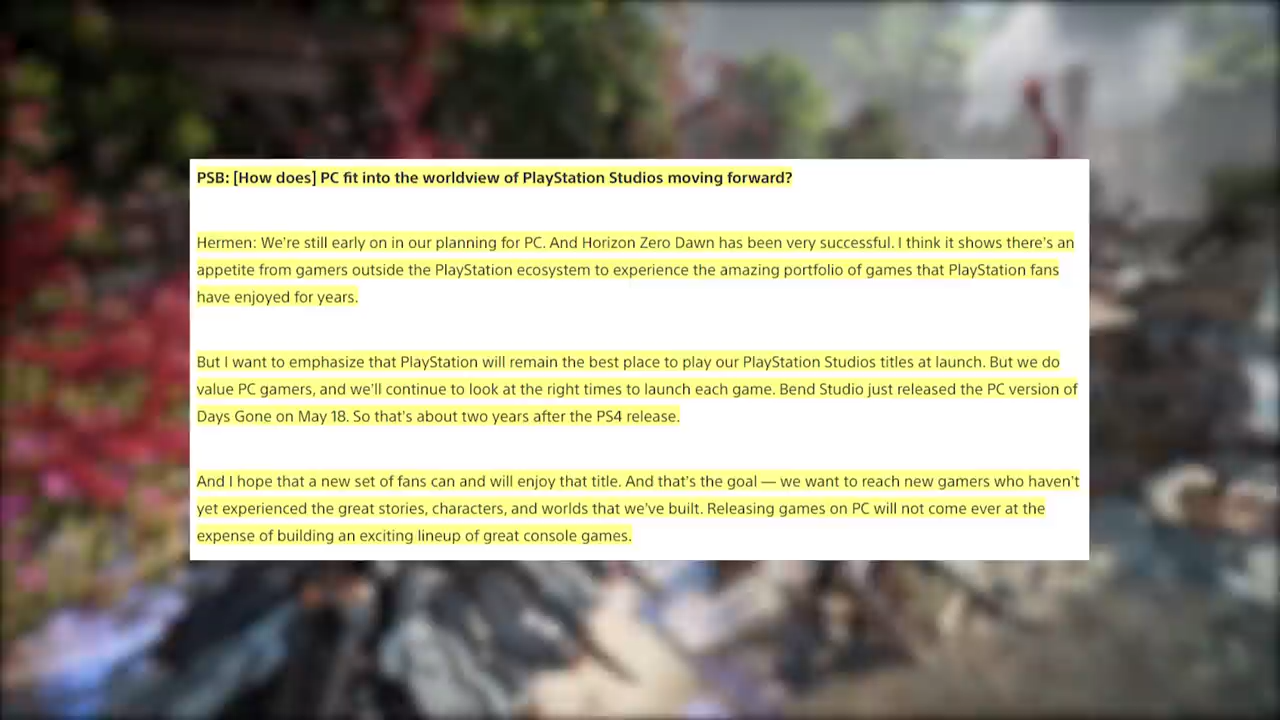 PSB: [How does] PC fit into the worldview of PlayStation Studios moving forward?
Hermen: We're still early on in our planning for PC. And Horizon Zero Dawn has been very successful. I think it shows there's an
appetite from gamers outside the PlayStation ecosystem to experience the amazing portfolio of games that PlayStation fans
have enjoyed for years.
But I want to emphasize that PlayStation will remain the best place to play our PlayStation Studios titles at launch. But we do
value PC gamers, and we'll continue to look at the right times to launch each game. Bend Studio just released the PC version of
Days Gone on May 18. So that's about two years after the PS4 release.
And I hope that a new set of fans can and will enjoy that title. And that's the goal — we want to reach new gamers who haven't
yet experienced the great stories, characters, and worlds that we've built. Releasing games on PC will not come ever at the
expense of building an exciting lineup of great console games.